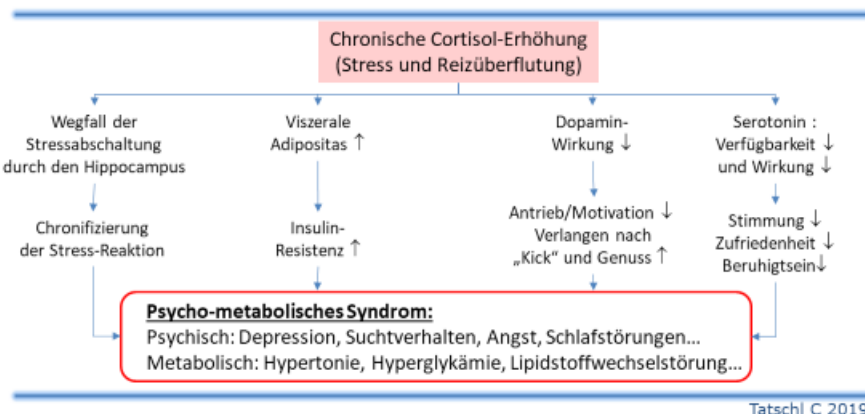 Chronische Cortisol-Erhöhung
(Stress und Reizüberflutung)
Wegfall der
Stressabschaltung
durch den Hippocampus
Viszerale
Adipositas ↑
Dopamin-
Wirkung ↓
Serotonin :
Verfügbarkeit ↓
und Wirkung ↓
Chronifizierung
der Stress-Reaktion
Insulin-
Resistenz ↑
Antrieb/Motivation ↓
Verlangen nach
„Kick“ und Genuss ↑
Stimmung ↓
Zufriedenheit ↓
Beruhigtsein↓
Psycho-metabolisches Syndrom:
Psychisch: Depression, Suchtverhalten, Angst, Schlafstörungen…
Metabolisch: Hypertonie, Hyperglykämie, Lipidstoffwechselstörung…
Tatschl C 2019